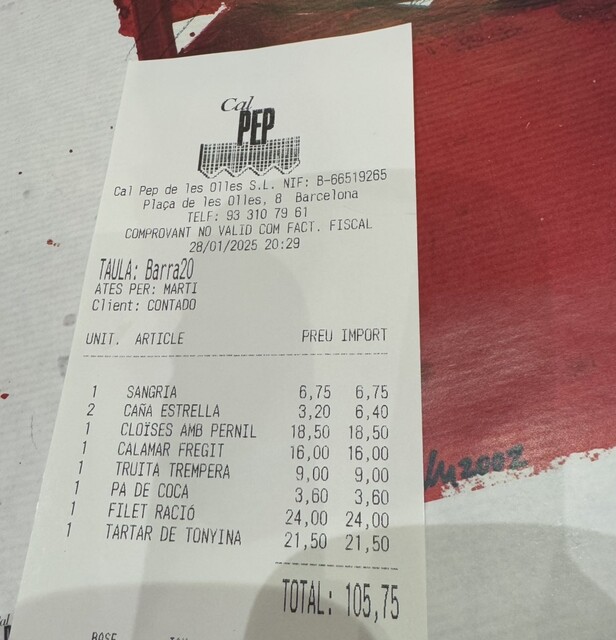 Cal
PEP
Cal Pep de les Olles S.L. NIF: B-66519265
Plaça de les Olles, 8 Barcelona
TELF: 93 310 79 61
COMPROVANT NO VALID COM FACT. FISCAL
28/01/2025 20:29
TAULA: Barra20
ATES PER: MARTI
Client: CONTADO
UNIT. ARTICLE PREU IMPORT
1 SANGRIA 6,75 6,75
2 CAÑA ESTRELLA 3,20 6,40
1 CLOÏSES AMB PERNIL 18,50 18,50
1 CALAMAR FREGIT 16,00 16,00
1 TRUITA TREMPERA 9,00 9,00
1 PA DE COCA 3,60 3,60
1 FILET RACIÓ 24,00 24,00
1 TARTAR DE TONYINA 21,50 21,50
TOTAL: 105,75
BASE
2002